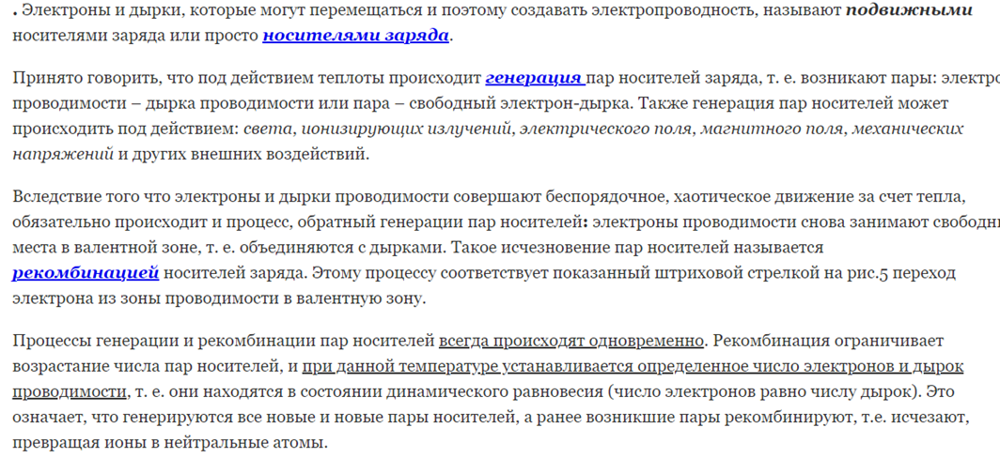 . Электроны и дырки, которые могут перемещаться и поэтому создавать электропроводность, называют подвижными
носителями заряда или просто носителями заряда.
Принято говорить, что под действием теплоты происходит генерация пар носителей заряда, т. е. возникают пары: электро
проводимости – дырка проводимости или пара – свободный электрон-дырка. Также генерация пар носителей может
происходить под действием: света, ионизирующих излучений, электрического поля, магнитного поля, механических
напряжений и других внешних воздействий.
Вследствие того что электроны и дырки проводимости совершают беспорядочное, хаотическое движение за счет тепла,
обязательно происходит и процесс, обратный генерации пар носителей: электроны проводимости снова занимают свободны
места в валентной зоне, т. е. объединяются с дырками. Такое исчезновение пар носителей называется
рекомбинацией носителей заряда. Этому процессу соответствует показанный штриховой стрелкой на рис.5 переход
электрона из зоны проводимости в валентную зону.
Процессы генерации и рекомбинации пар носителей всегда происходят одновременно. Рекомбинация ограничивает
возрастание числа пар носителей, и при данной температуре устанавливается определенное число электронов и дырок
проводимости, т. е. они находятся в состоянии динамического равновесия (число электронов равно числу дырок). Это
означает, что генерируются все новые и новые пары носителей, а ранее возникшие пары рекомбинируют, т.е. исчезают,
превращая ионы в нейтральные атомы.